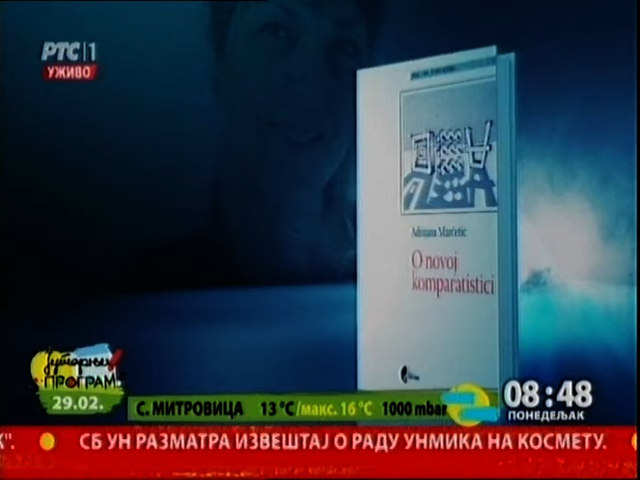 РТС|1
УЖИВО
Adrijana Marčetić
O novoj
komparatistici
Јутарњи
ПРОГРАМ
29.02.
С. МИТРОВИЦА 13 °C/макс. 16 °C 1000 mbar
08:48
ПОНЕДЕЉАК
К". СБ УН РАЗМАТРА ИЗВЕШТАЈ О РАДУ УНМИКА НА КОСМЕТУ.